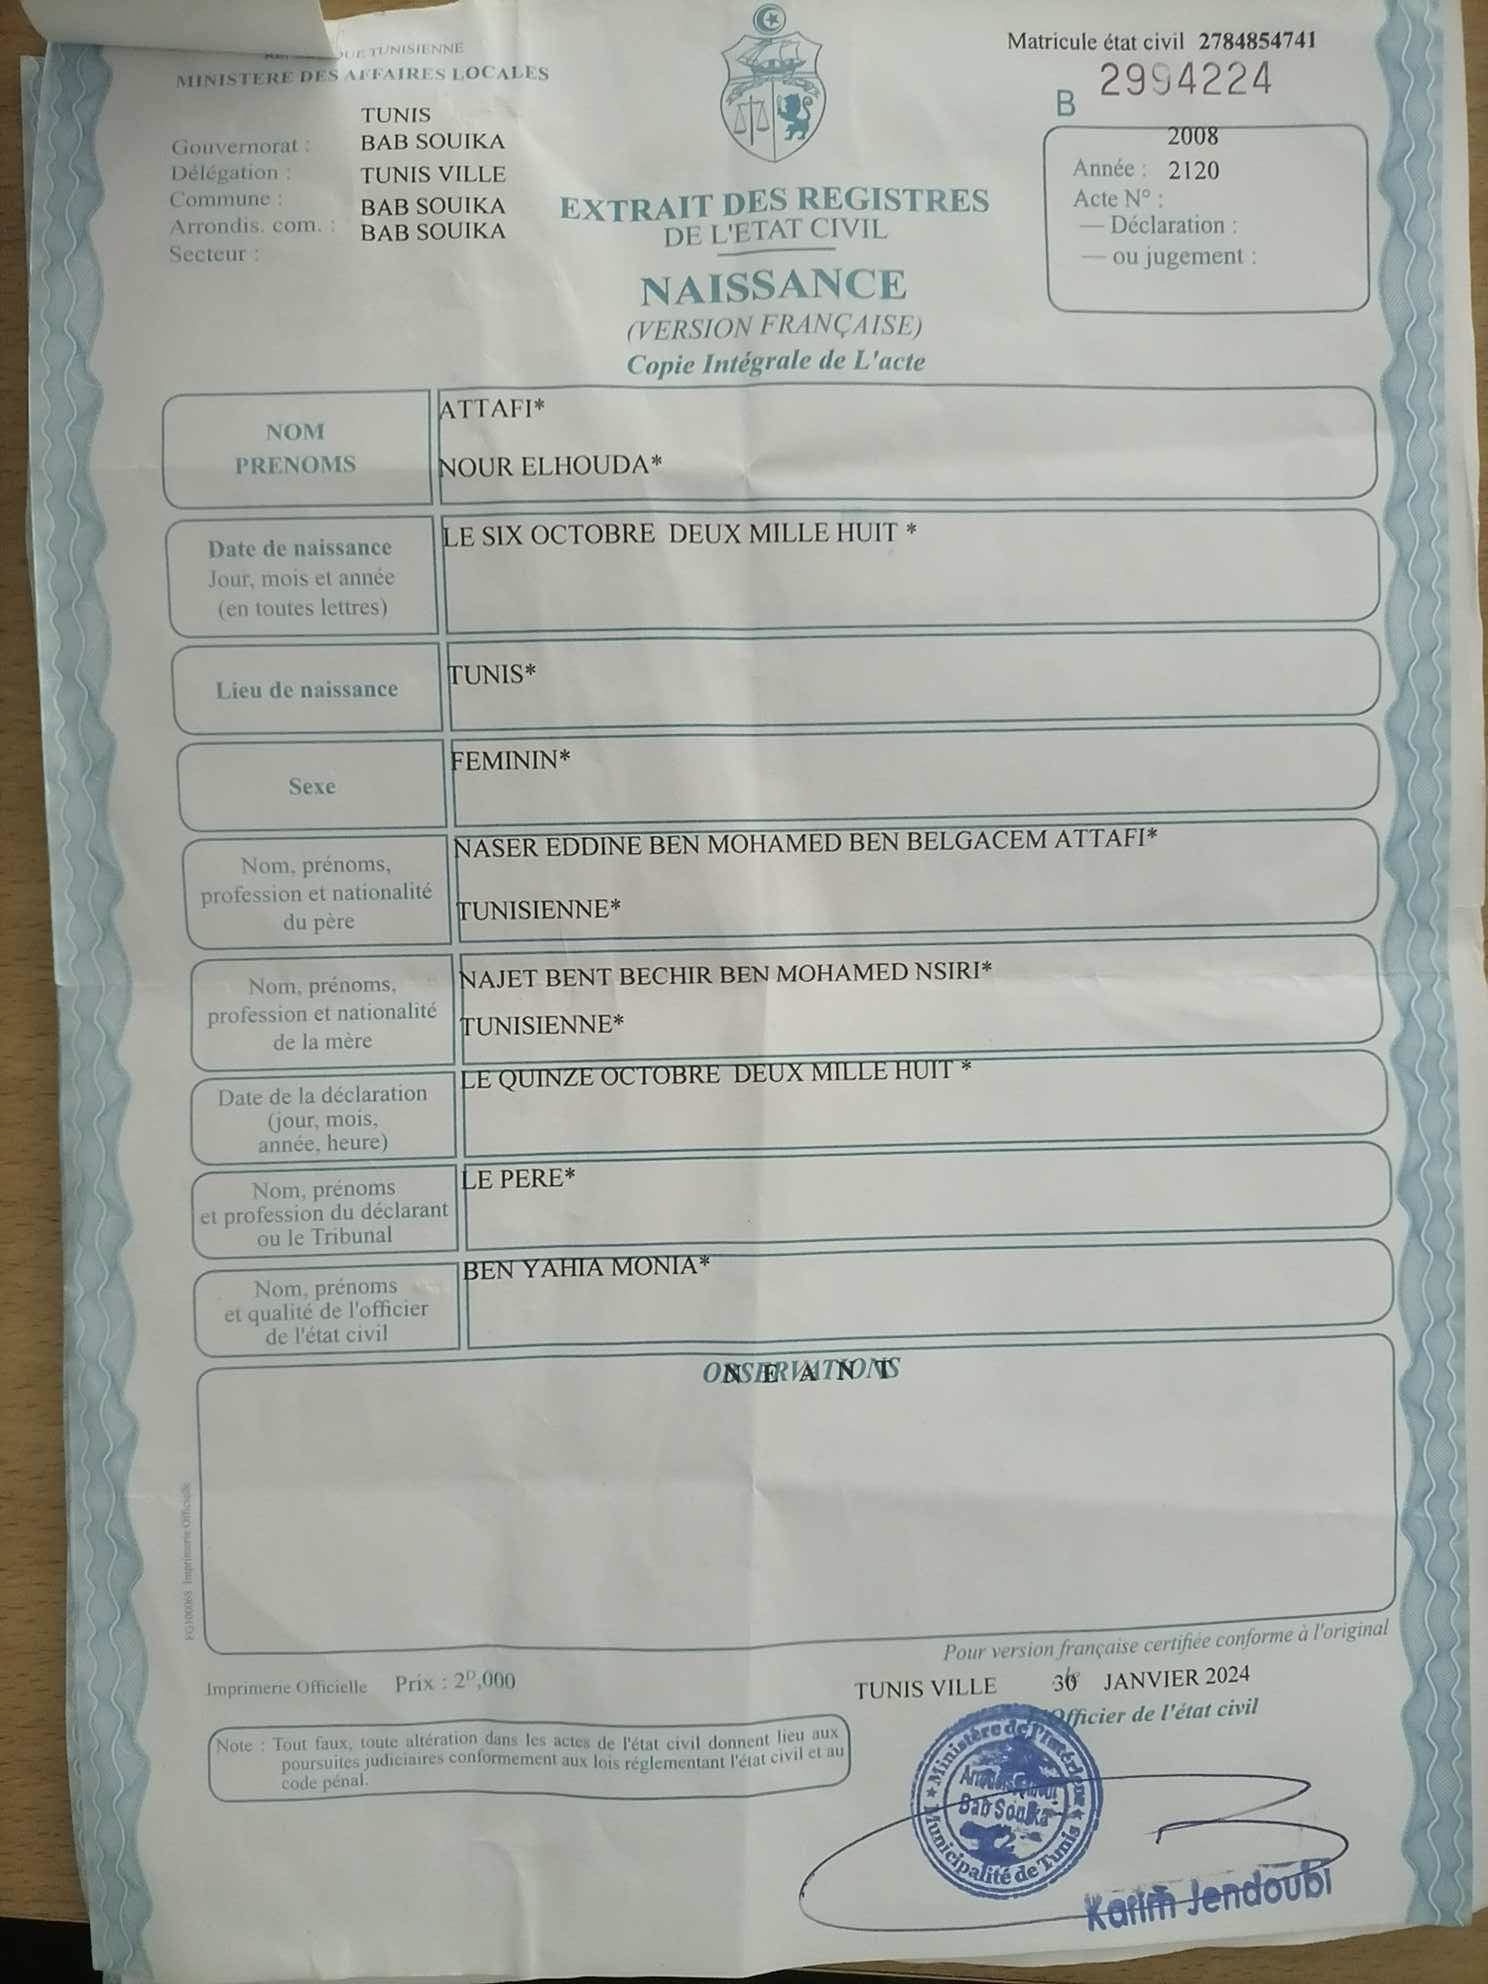 TUNISIENNE
MINISTERE DES AFFAIRES LOCALES
TUNIS
Gouvernorat : BAB SOUIKA
Délégation : TUNIS VILLE
Commune : BAB SOUIKA
Arrondis. com. : BAB SOUIKA
Secteur :
Matricule état civil 2784854741
B 2994224
2008
Année : 2120
Acte N° :
— Déclaration :
— ou jugement :
EXTRAIT DES REGISTRES
DE L'ETAT CIVIL
NAISSANCE
(VERSION FRANÇAISE)
Copie Intégrale de L'acte
NOM
PRENOMS
ATTAFI*
NOUR ELHOUDA*
Date de naissance
Jour, mois et année
(en toutes lettres)
LE SIX OCTOBRE DEUX MILLE HUIT *
Lieu de naissance
TUNIS*
Sexe
FEMININ*
Nom, prénoms,
profession et nationalité
du père
NASER EDDINE BEN MOHAMED BEN BELGACEM ATTAFI*
TUNISIENNE*
Nom, prénoms,
profession et nationalité
de la mère
NAJET BENT BECHIR BEN MOHAMED NSIRI*
TUNISIENNE*
Date de la déclaration
(jour, mois,
année, heure)
LE QUINZE OCTOBRE DEUX MILLE HUIT *
Nom, prénoms
et profession du déclarant
ou le Tribunal
LE PERE*
Nom, prénoms
et qualité de l'officier
de l'état civil
BEN YAHIA MONIA*
OBSERVATIONS
N E A N T
FG100068 Imprimerie Officielle
Pour version française certifiée conforme à l'original
Imprimerie Officielle Prix : 2D,000
TUNIS VILLE JANVIER 2024
Officier de l'état civil
Note : Tout faux, toute altération dans les actes de l'état civil donnent lieu aux
poursuites judiciaires conformement aux lois réglementant l'état civil et au
code pénal.
Ministère de l'Intérieur
Bab Souika
2
Municipalité de Tunis
Karim Jendoubi